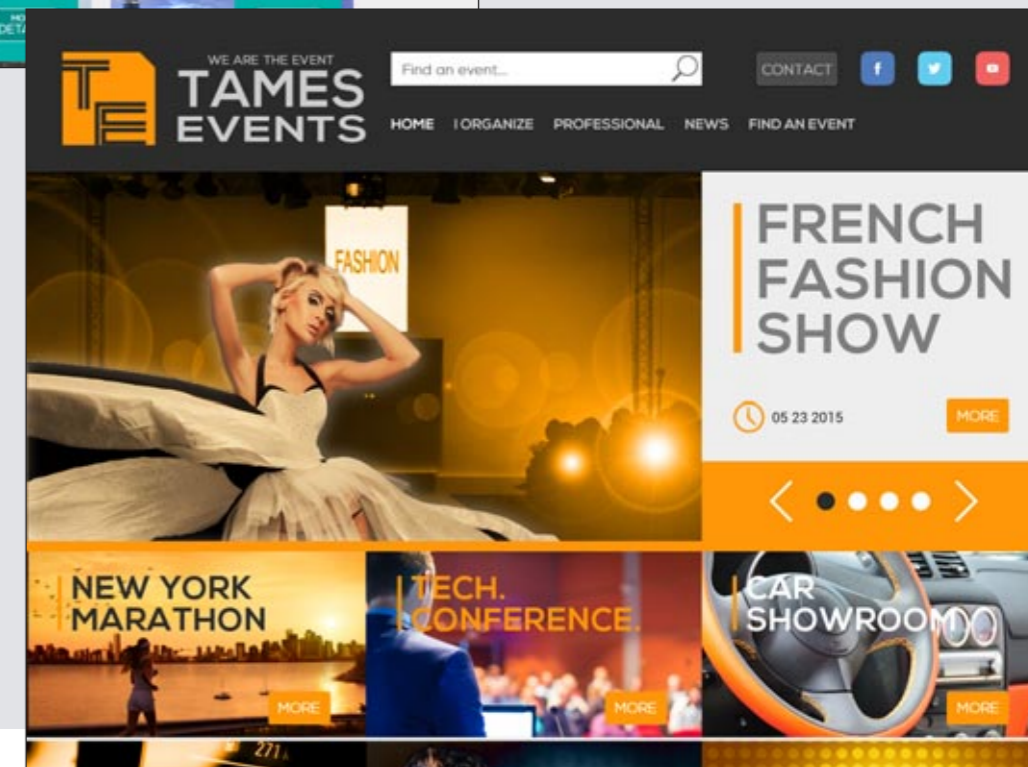 WE ARE THE EVENT
TAMES
EVENTS
Find an event...
CONTACT
HOME
I ORGANIZE
PROFESSIONAL
NEWS
FIND AN EVENT
FASHION
FRENCH
FASHION
SHOW
05 23 2015
MORE
NEW YORK
MARATHON
MORE
TECH.
CONFERENCE.
MORE
CAR
SHOWROOM
MORE
271